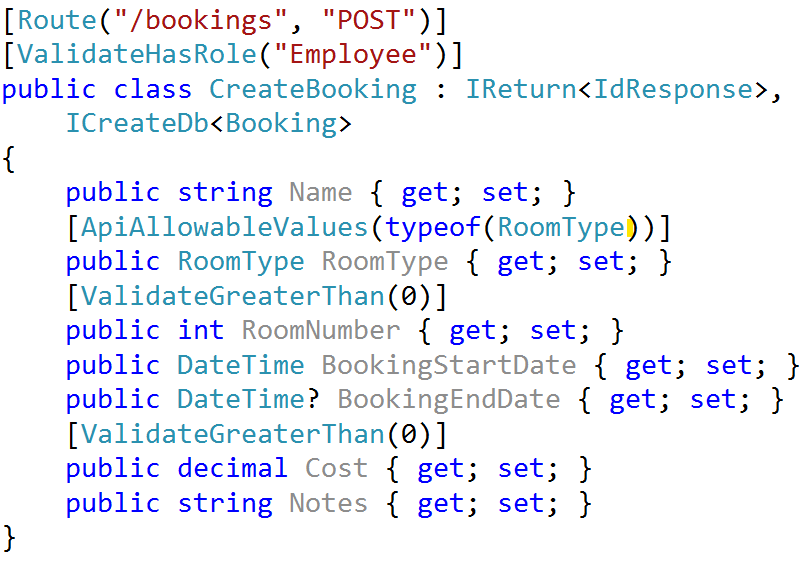 [Route("/bookings", "POST")]
[ValidateHasRole("Employee")]
public class CreateBooking : IReturn<IdResponse>,
    ICreateDb<Booking>
{
    public string Name { get; set; }
    [ApiAllowableValues(typeof(RoomType))]
    public RoomType RoomType { get; set; }
    [ValidateGreaterThan(0)]
    public int RoomNumber { get; set; }
    public DateTime BookingStartDate { get; set; }
    public DateTime? BookingEndDate { get; set; }
    [ValidateGreaterThan(0)]
    public decimal Cost { get; set; }
    public string Notes { get; set; }
}